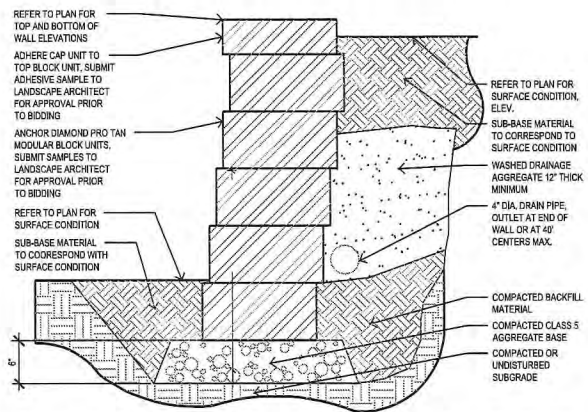 REFER TO PLAN FOR
TOP AND BOTTOM OF
WALL ELEVATIONS
ADHERE CAP UNIT TO
TOP BLOCK UNIT, SUBMIT
ADHESIVE SAMPLE TO
LANDSCAPE ARCHITECT
FOR APPROVAL PRIOR
TO BIDDING
ANCHOR DIAMOND PRO TAN
MODULAR BLOCK UNITS,
SUBMIT SAMPLES TO
LANDSCAPE ARCHITECT
FOR APPROVAL PRIOR
TO BIDDING
REFER TO PLAN FOR
SURFACE CONDITION
SUB-BASE MATERIAL
TO COORESPOND WITH
SURFACE CONDITION
6"
REFER TO PLAN FOR
SURFACE CONDITION,
ELEV.
SUB-BASE MATERIAL
TO CORRESPOND TO
SURFACE CONDITION
WASHED DRAINAGE
AGGREGATE 12" THICK
MINIMUM
4" DIA. DRAIN PIPE,
OUTLET AT END OF
WALL OR AT 40'
CENTERS MAX.
COMPACTED BACKFILL
MATERIAL
COMPACTED CLASS 5
AGGREGATE BASE
COMPACTED OR
UNDISTURBED
SUBGRADE